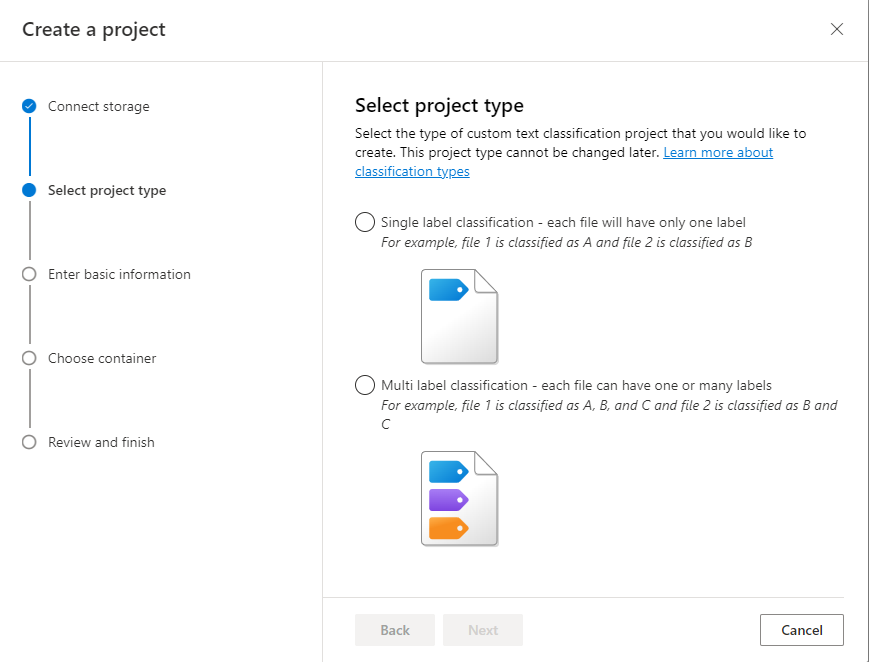 Create a project
Connect storage
Select project type
Enter basic information
Choose container
Review and finish
Select project type
Select the type of custom text classification project that you would like to
create. This project type cannot be changed later. Learn more about
classification types
Single label classification - each file will have only one label
For example, file 1 is classified as A and file 2 is classified as B
Multi label classification - each file can have one or many labels
For example, file 1 is classified as A, B, and C and file 2 is classified as B and
C
Back
Next
Cancel